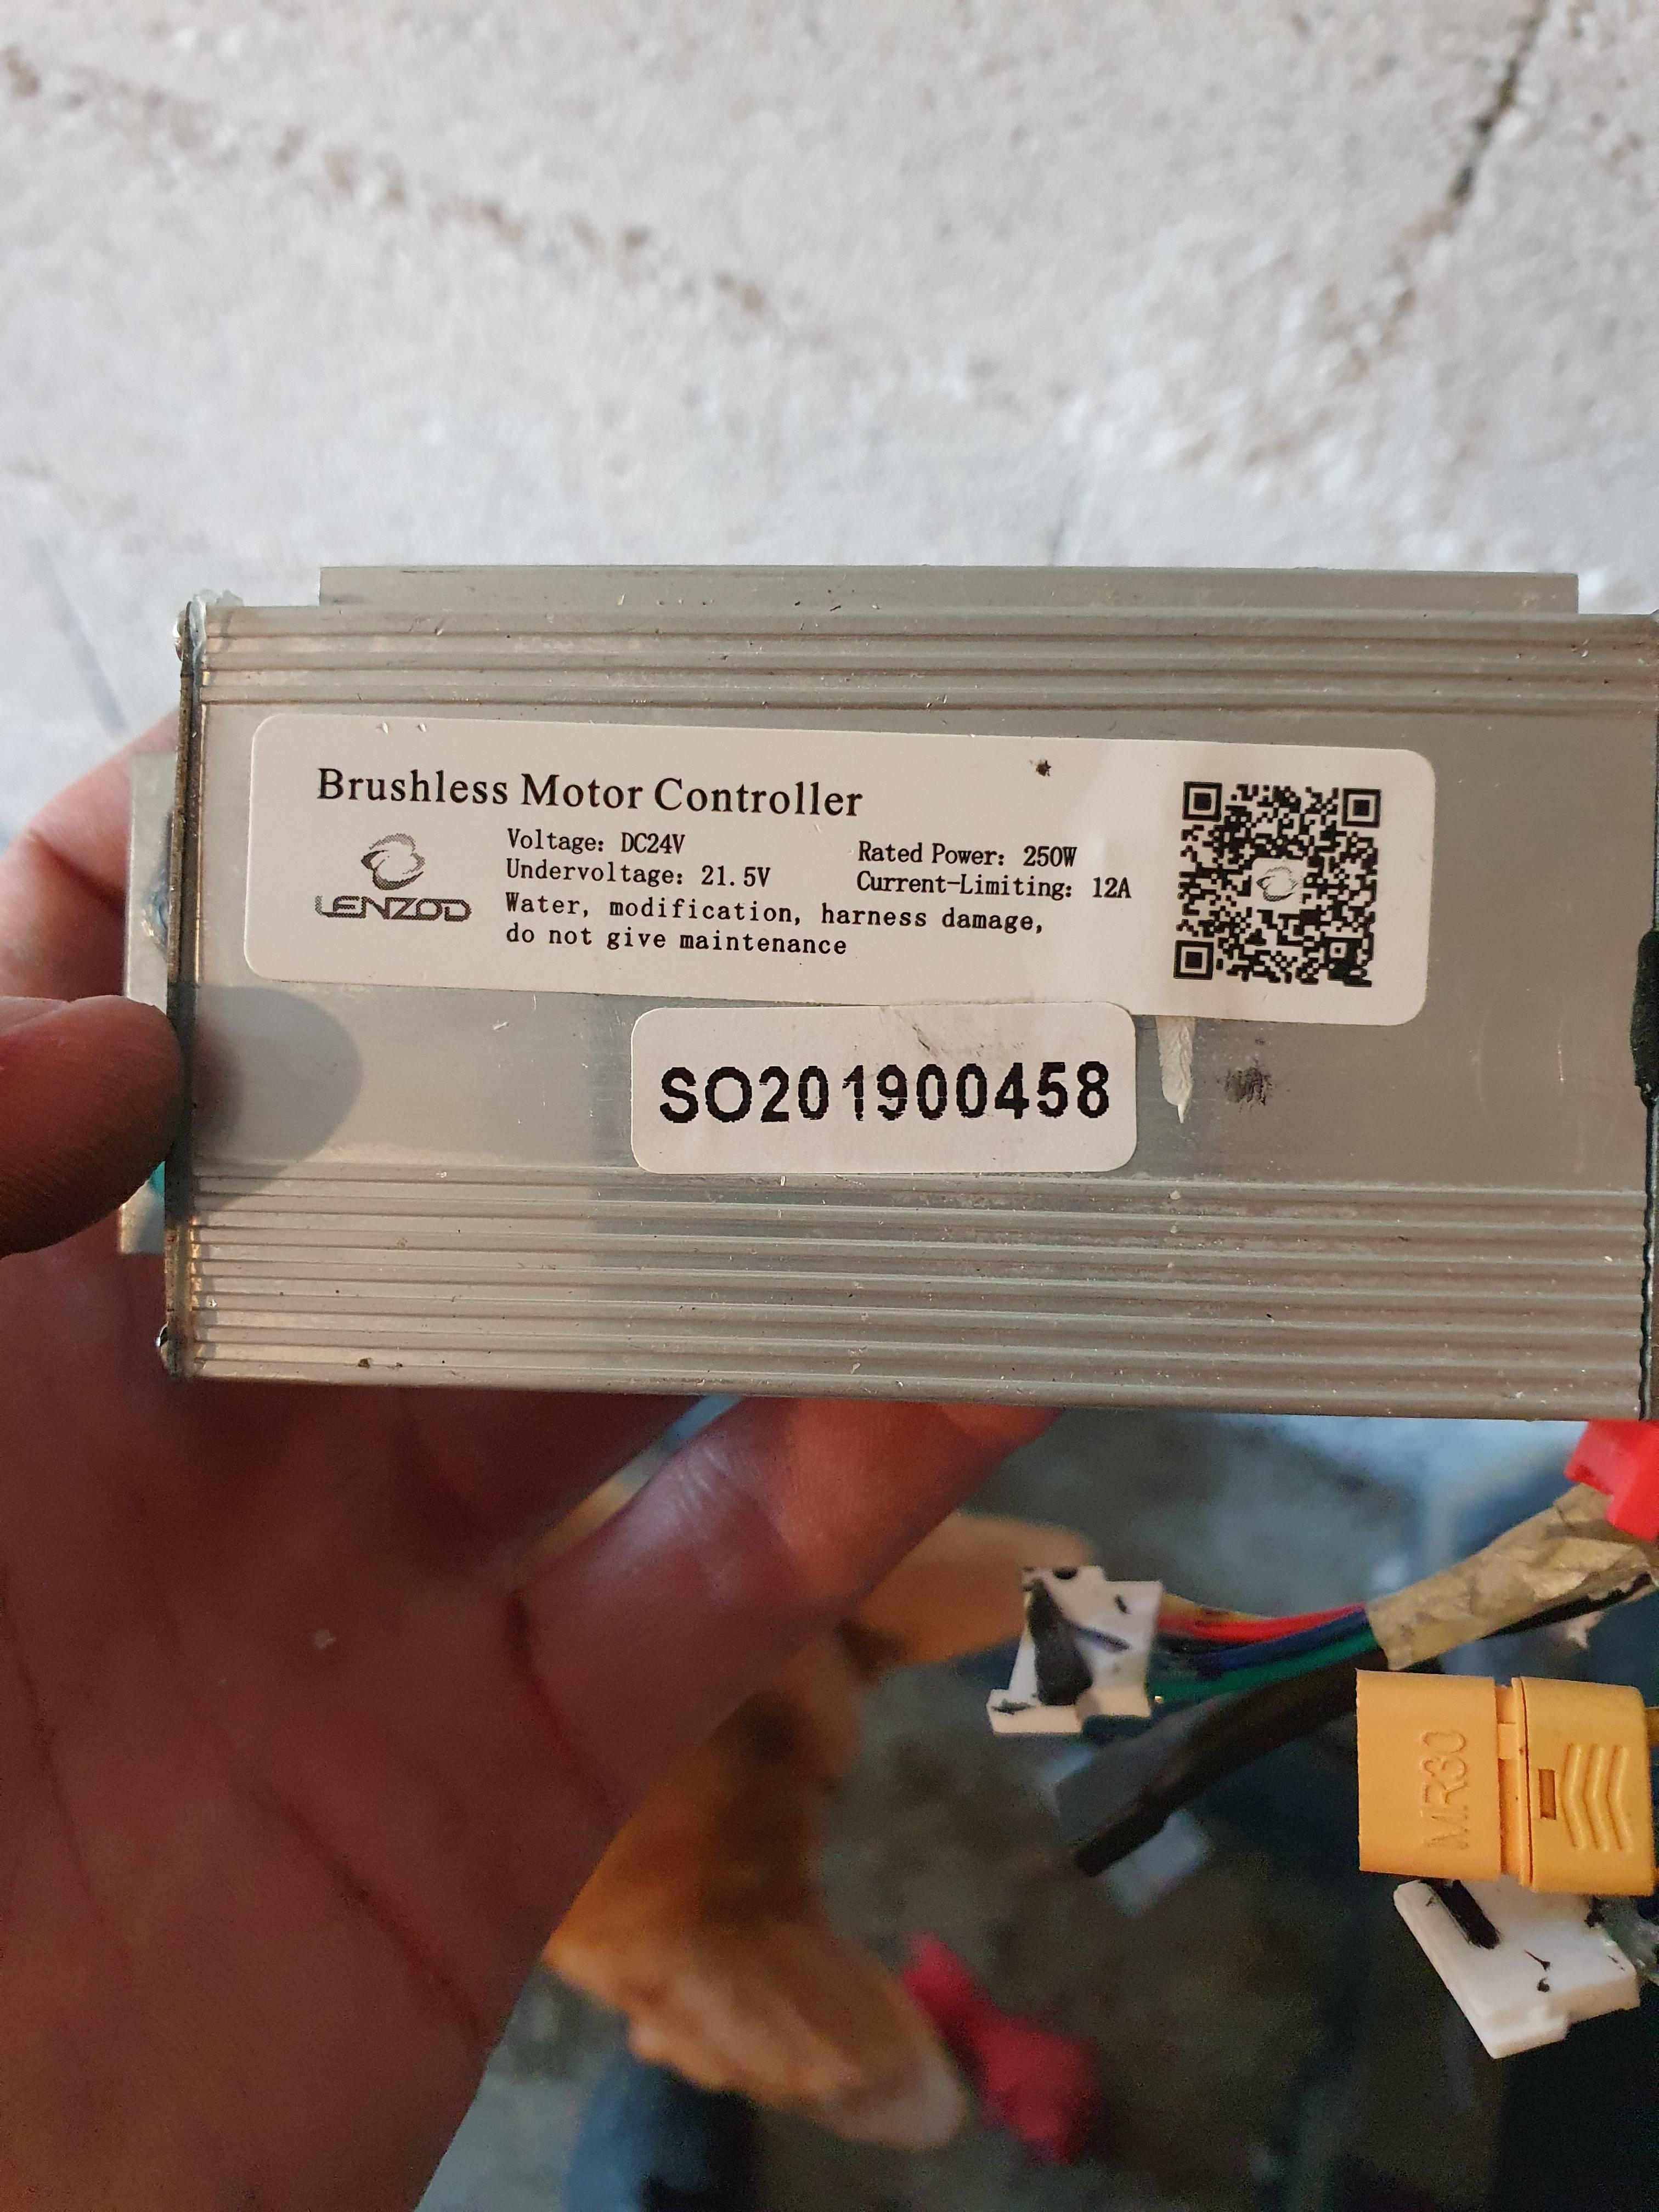 Brushless Motor Controller
LENZOD
Voltage: DC24V
Rated Power: 250W
Undervoltage: 21.5V
Current-Limiting: 12A
Water, modification, harness damage,
do not give maintenance
SO201900458
MR30